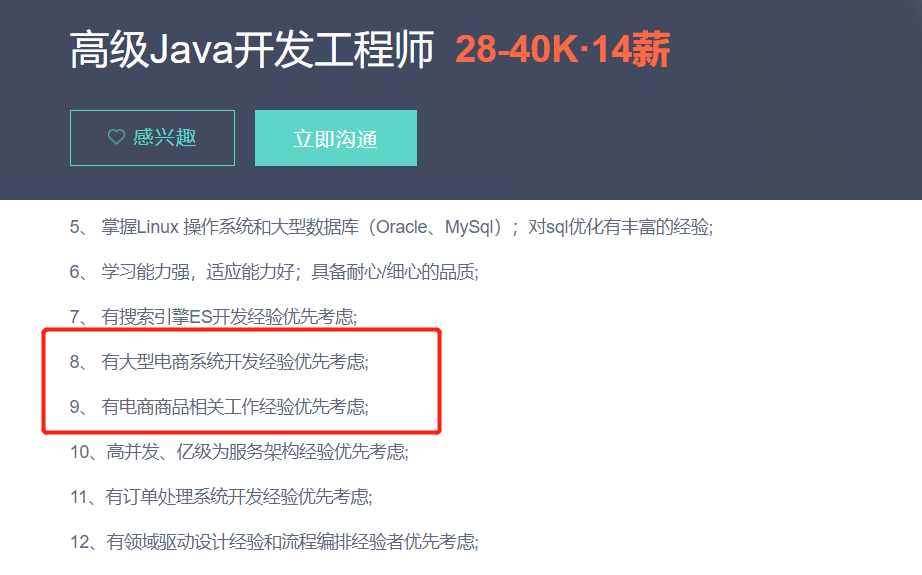 高级Java开发工程师 28-40K·14薪
♡ 感兴趣 立即沟通
5、 掌握Linux 操作系统和大型数据库（Oracle、MySql）；对sql优化有丰富的经验;
6、 学习能力强，适应能力好；具备耐心/细心的品质;
7、 有搜索引擎ES开发经验优先考虑;
8、 有大型电商系统开发经验优先考虑;
9、 有电商商品相关工作经验优先考虑;
10、高并发、亿级为服务架构经验优先考虑;
11、有订单处理系统开发经验优先考虑;
12、有领域驱动设计经验和流程编排经验者优先考虑;